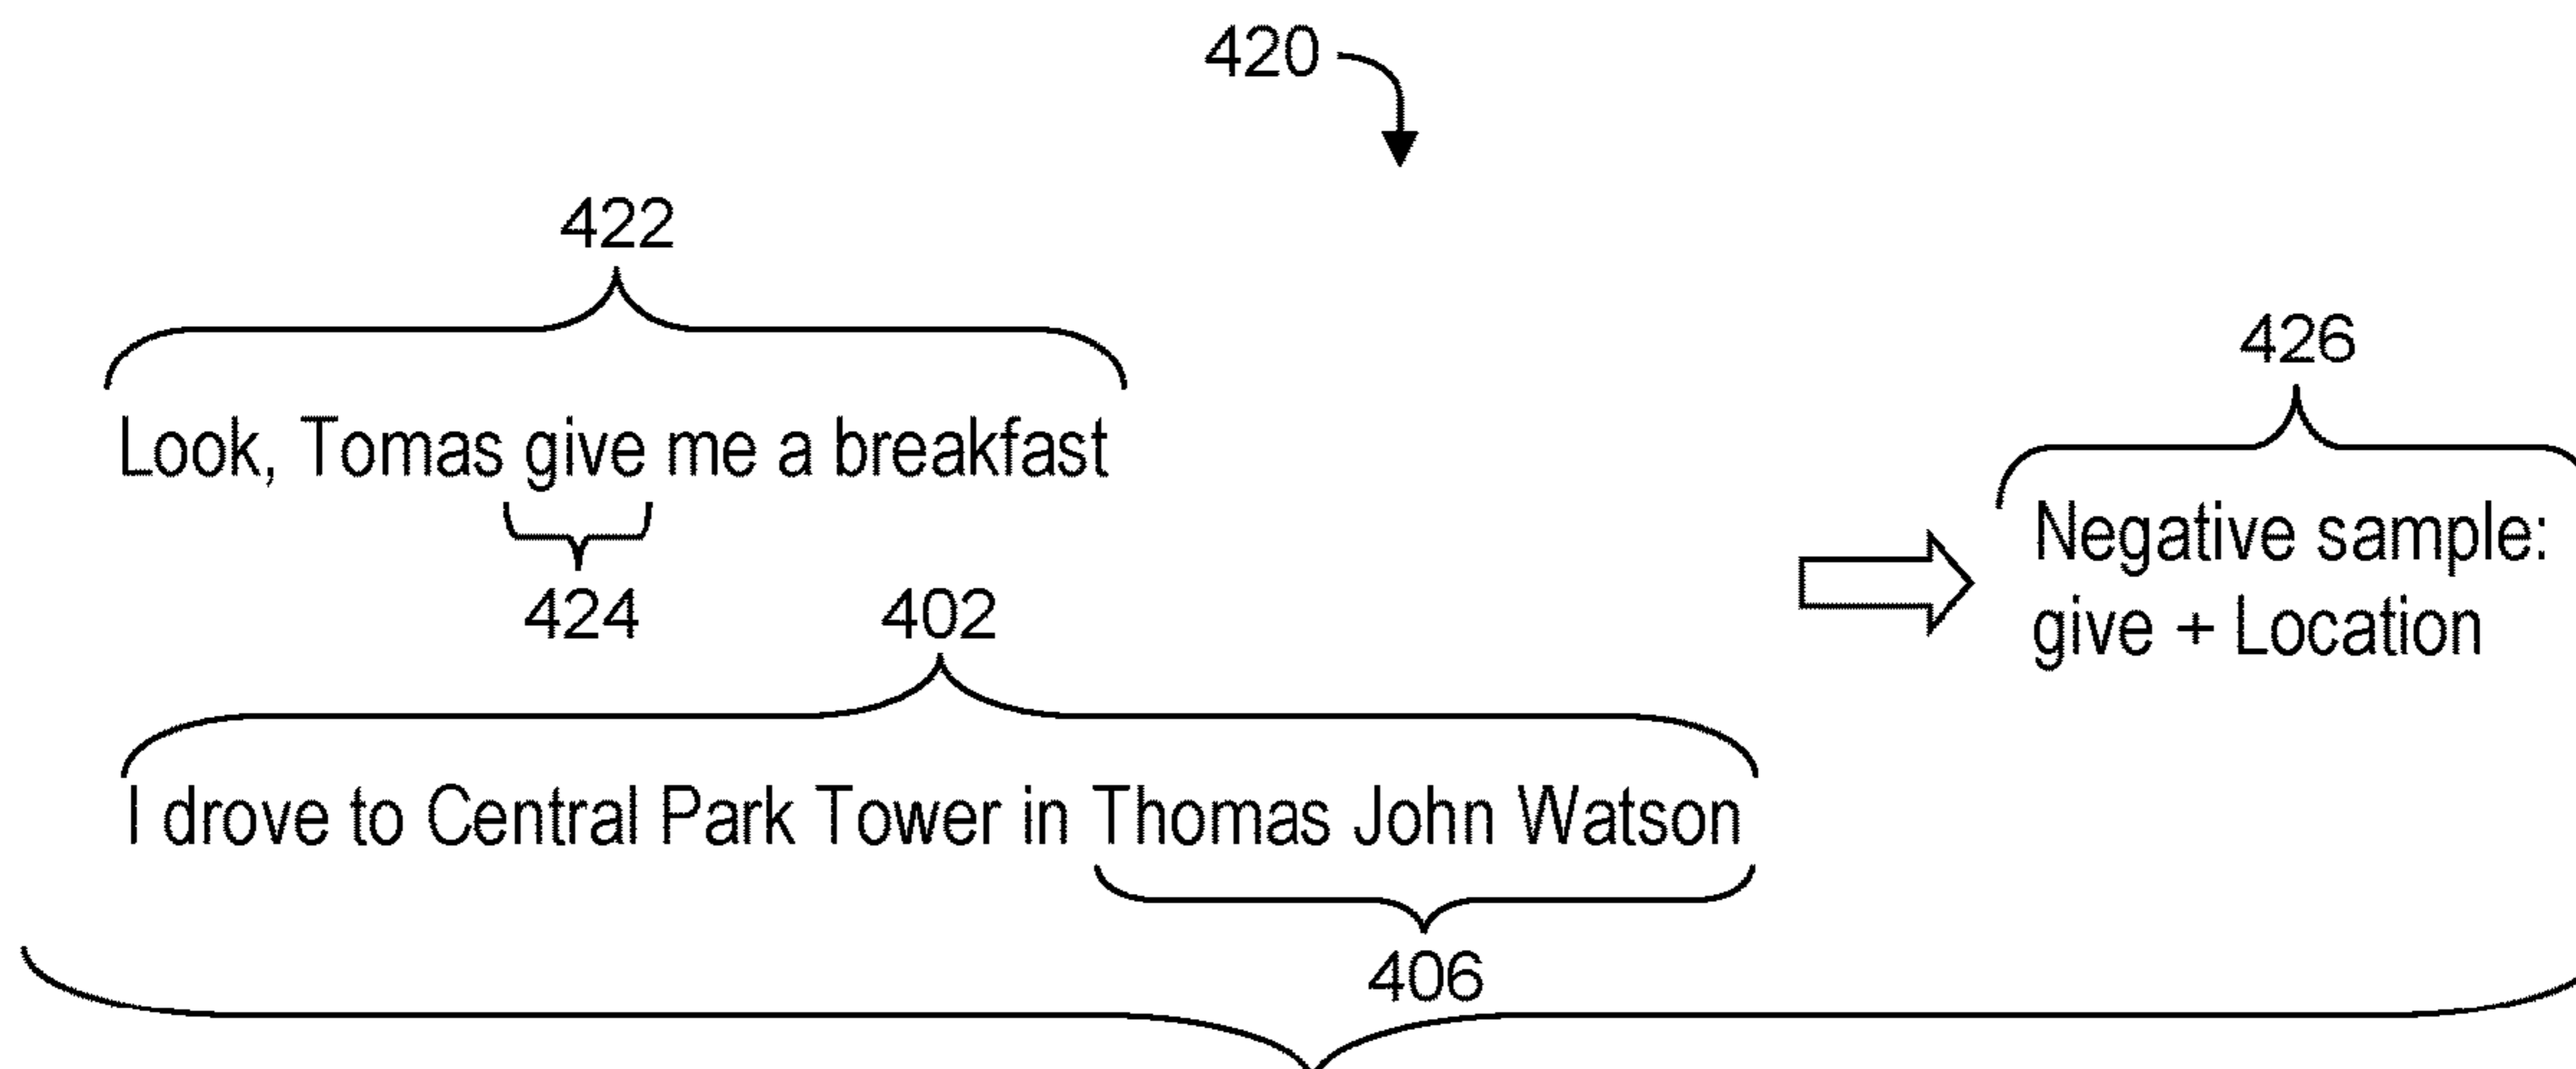 420
422
Look, Tomas give me a breakfast
424
402
I drove to Central Park Tower in Thomas John Watson
406
426
Negative sample:
give + Location